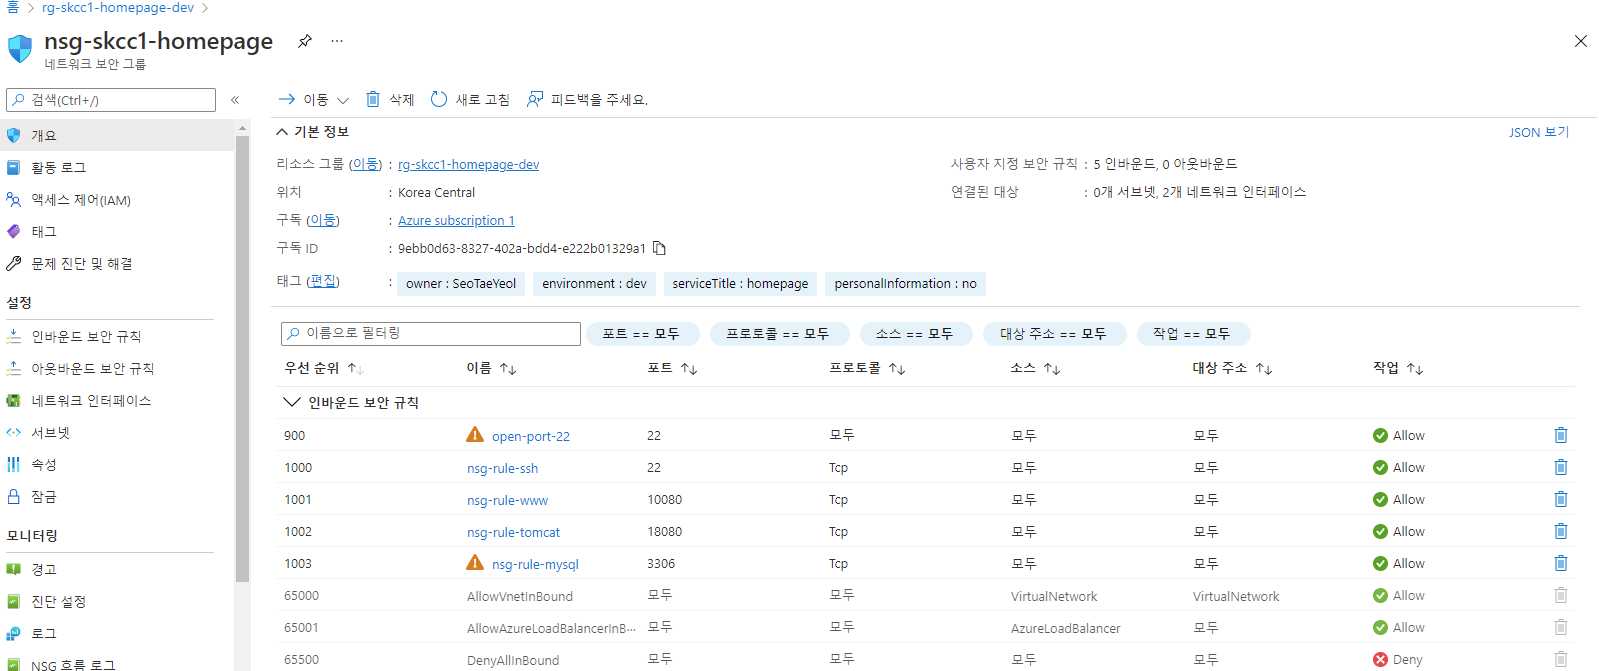 홈 > rg-skcc1-homepage-dev >
nsg-skcc1-homepage ...
네트워크 보안 그룹
검색(Ctrl+/) «
이동 삭제 새로 고침 피드백을 주세요.
개요
활동 로그
액세스 제어(IAM)
태그
문제 진단 및 해결
설정
인바운드 보안 규칙
아웃바운드 보안 규칙
네트워크 인터페이스
서브넷
속성
잠금
모니터링
경고
진단 설정
로그
NSG 흐름 로그
기본 정보 JSON 보기
리소스 그룹 (이동) : rg-skcc1-homepage-dev
위치 : Korea Central
구독 (이동) : Azure subscription 1
구독 ID : 9ebb0d63-8327-402a-bdd4-e222b01329a1
태그 (편집) : owner : SeoTaeYeol environment : dev serviceTitle : homepage personalInformation : no
사용자 지정 보안 규칙 : 5 인바운드, 0 아웃바운드
연결된 대상 : 0개 서브넷, 2개 네트워크 인터페이스
이름으로 필터링 포트 == 모두 프로토콜 == 모두 소스 == 모두 대상 주소 == 모두 작업 == 모두
우선 순위 ↑↓ 이름 ↑↓ 포트 ↑↓ 프로토콜 ↑↓ 소스 ↑↓ 대상 주소 ↑↓ 작업 ↑↓
인바운드 보안 규칙
900 open-port-22 22 모두 모두 모두 Allow
1000 nsg-rule-ssh 22 Tcp 모두 모두 Allow
1001 nsg-rule-www 10080 Tcp 모두 모두 Allow
1002 nsg-rule-tomcat 18080 Tcp 모두 모두 Allow
1003 nsg-rule-mysql 3306 Tcp 모두 모두 Allow
65000 AllowVnetInBound 모두 모두 VirtualNetwork VirtualNetwork Allow
65001 AllowAzureLoadBalancerInB... 모두 모두 AzureLoadBalancer 모두 Allow
65500 DenyAllInBound 모두 모두 모두 모두 Deny